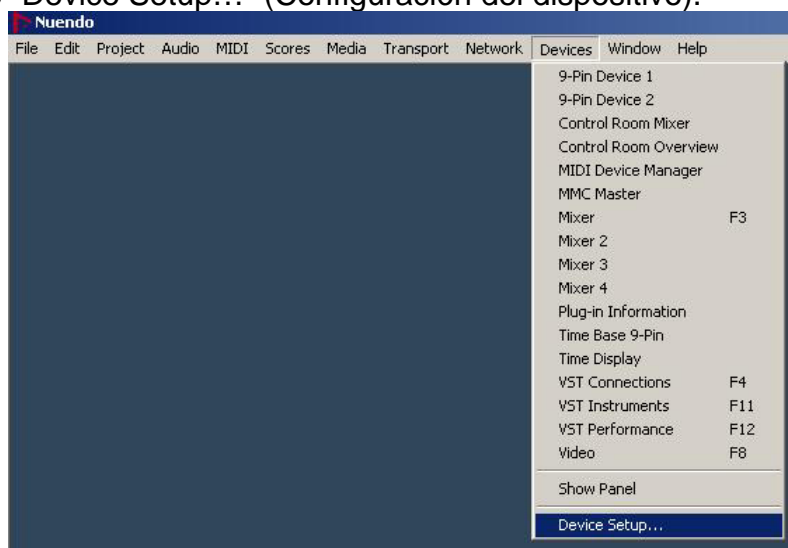 "Device Setup…" (Configuración del dispositivo).
Nuendo
File Edit Project Audio MIDI Scores Media Transport Network Devices Window Help
9-Pin Device 1
9-Pin Device 2
Control Room Mixer
Control Room Overview
MIDI Device Manager
MMC Master
Mixer F3
Mixer 2
Mixer 3
Mixer 4
Plug-in Information
Time Base 9-Pin
Time Display
VST Connections F4
VST Instruments F11
VST Performance F12
Video F8
Show Panel
Device Setup...